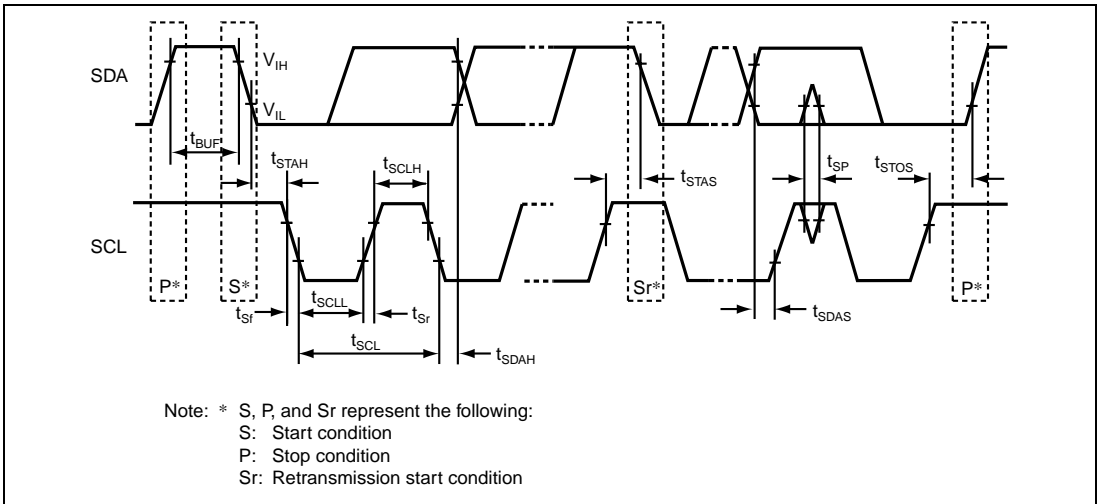 SDA
V_IH
V_IL
t_BUF
t_STAH
t_SCLH
t_STAS
t_SP
t_STOS
SCL
P*
S*
Sr*
P*
t_Sf
t_SCLL
t_Sr
t_SDAS
t_SCL
t_SDAH
Note: * S, P, and Sr represent the following:
S: Start condition
P: Stop condition
Sr: Retransmission start condition